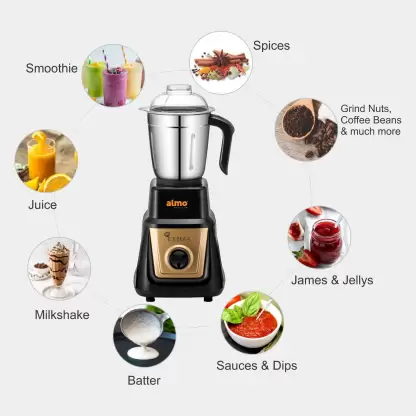 Spices
Smoothie
Grind Nuts,
Coffee Beans
& much more
almo
Juice
James & Jellys
Milkshake
Sauces & Dips
Batter